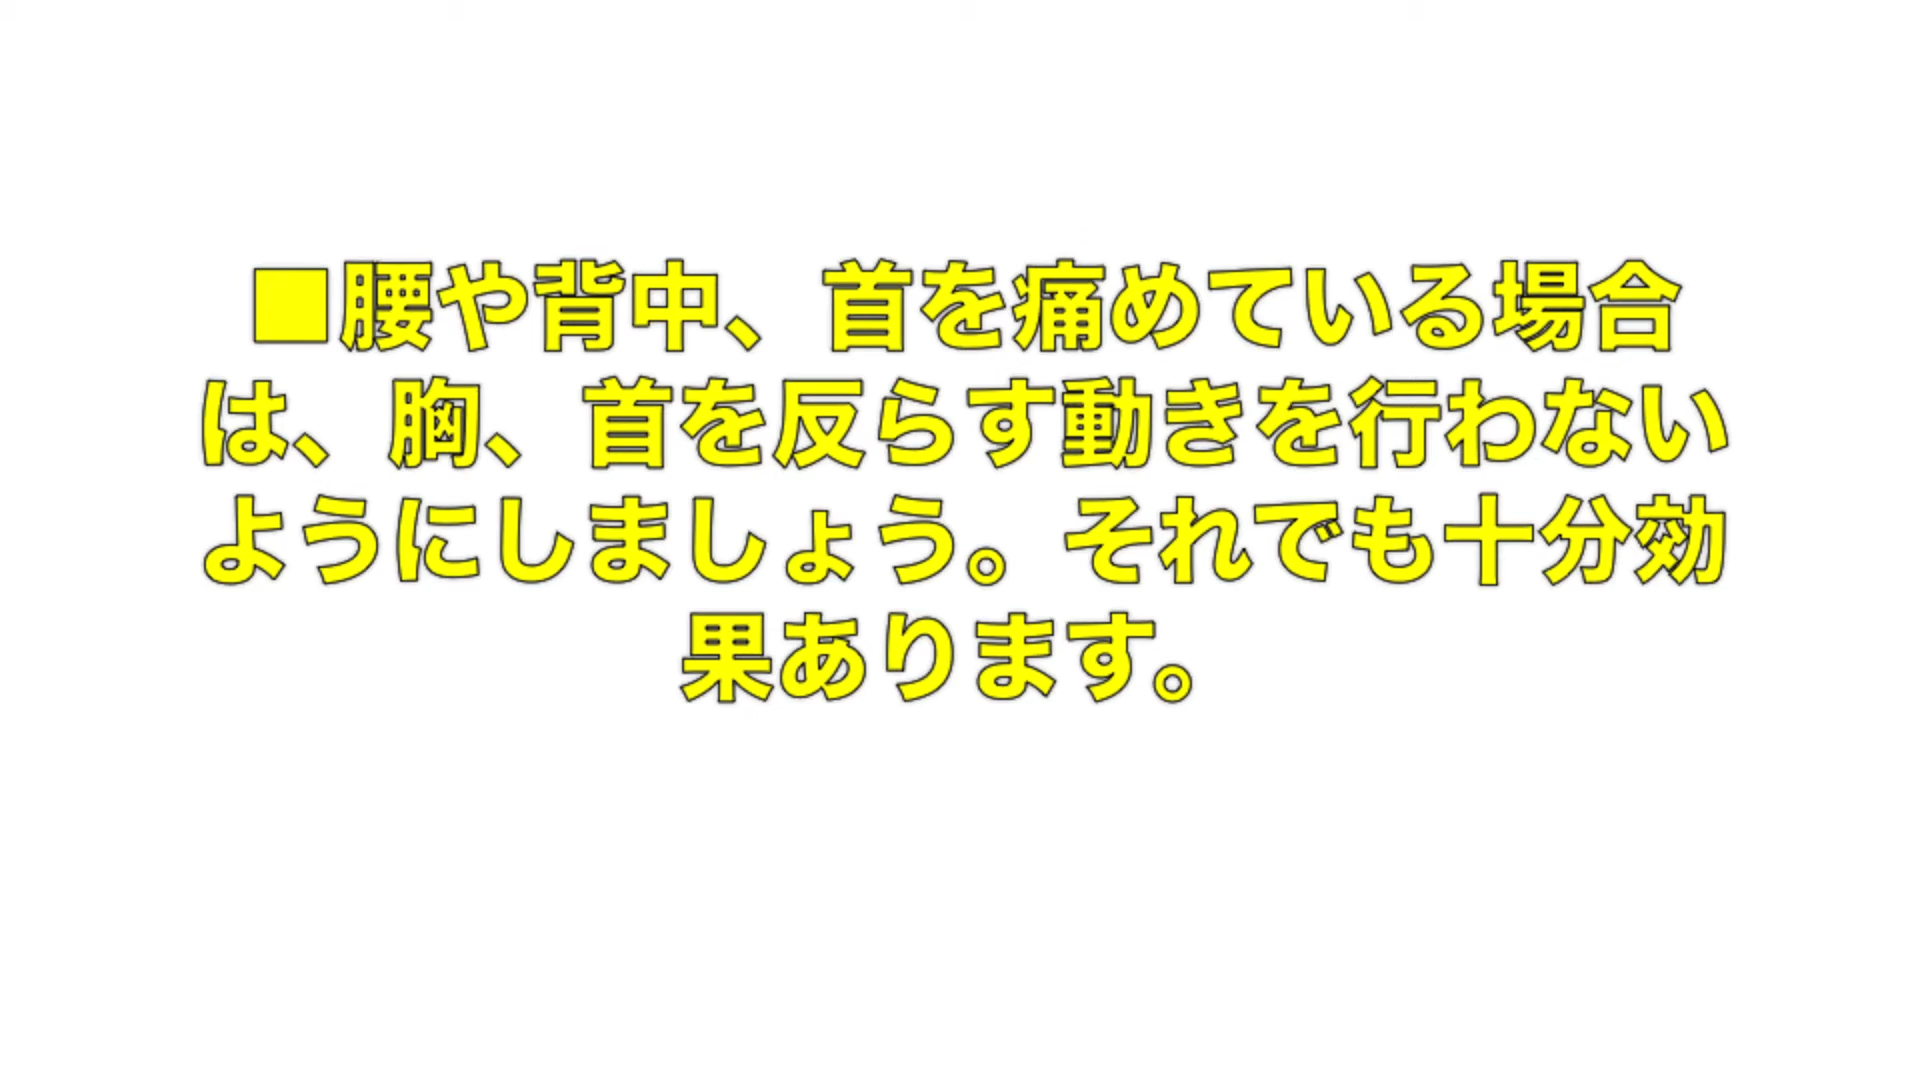 ■腰や背中、首を痛めている場合
は、胸、首を反らす動きを行わない
ようにしましょう。それでも十分効
果あります。